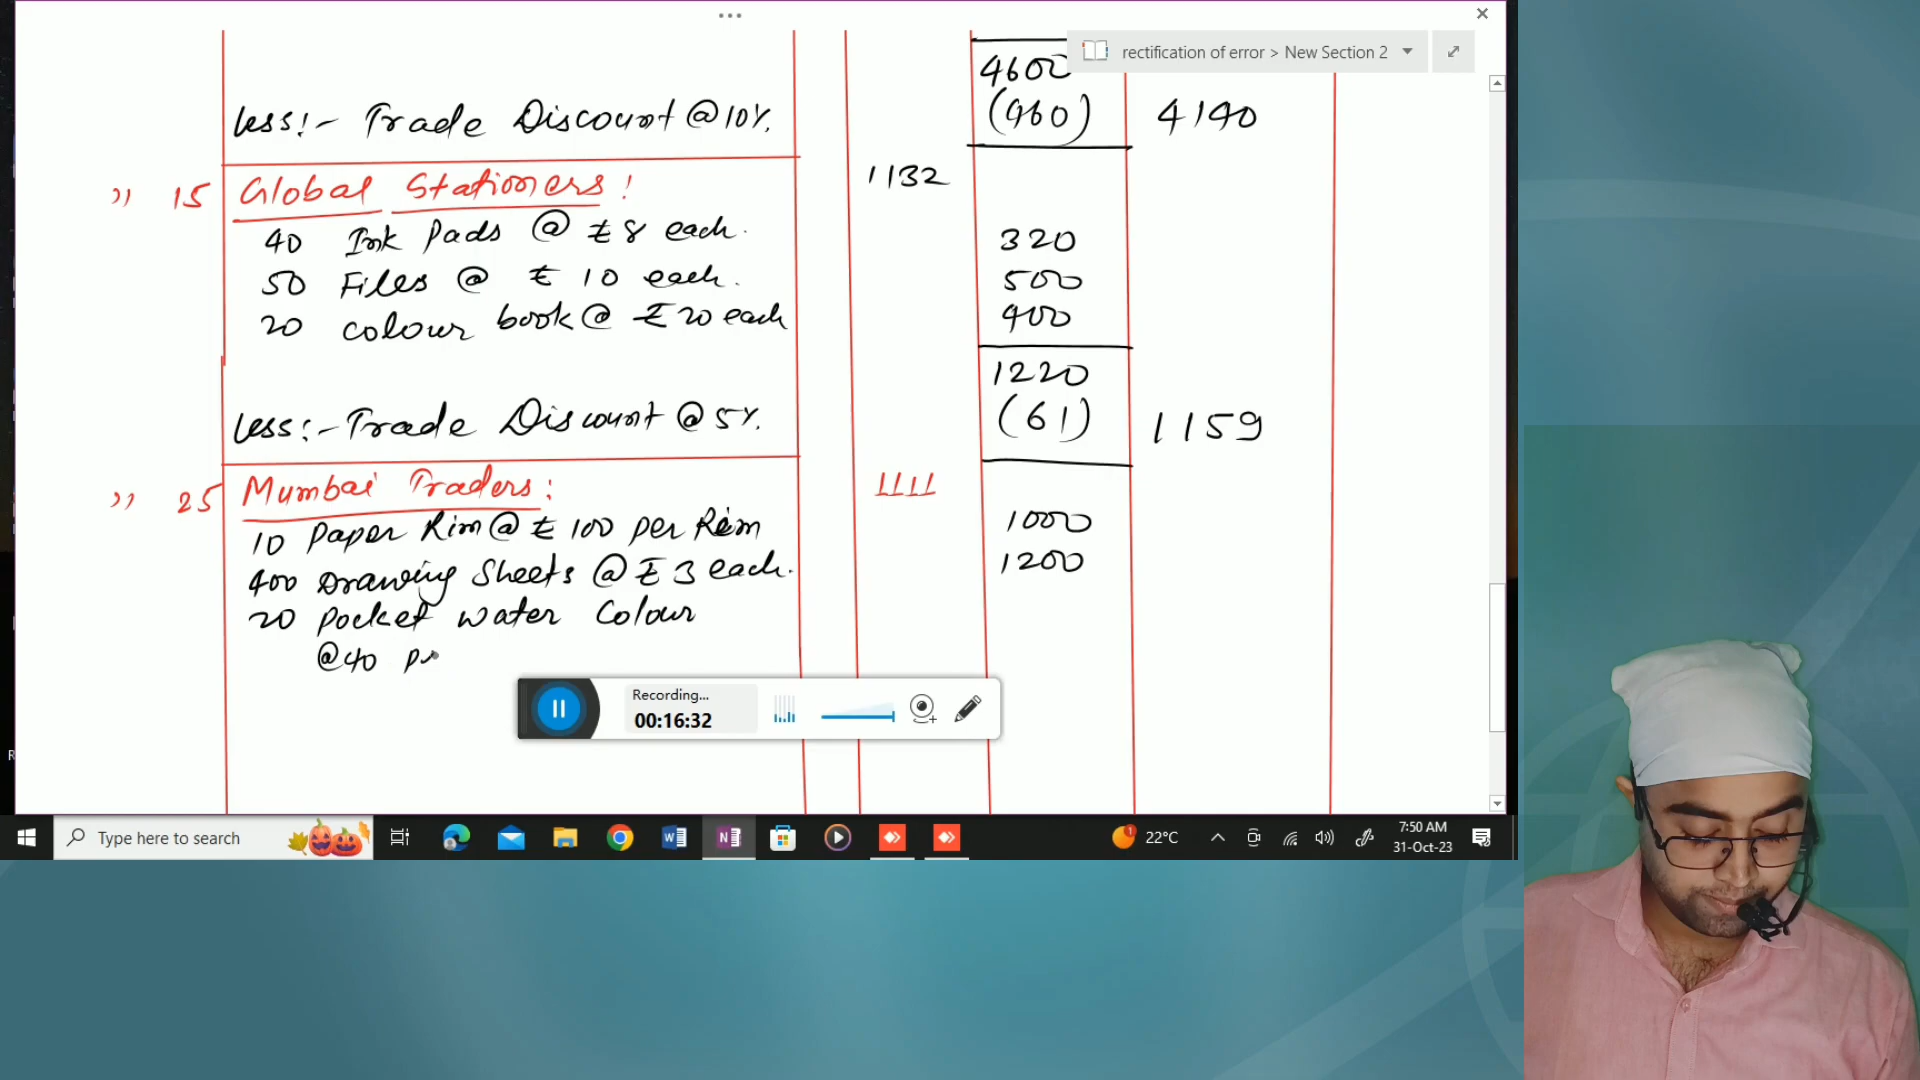 rectification of error > New Section 2
4600
Less:- Trade Discount @ 10%. (460) 4140
" 15 Global Stationers: 1132
40 Ink Pads @ ₹ 8 each. 320
50 Files @ ₹ 10 each. 500
20 colour book @ ₹ 20 each 400
1220
Less:- Trade Discount @ 5%. (61) 1159
" 25 Mumbai Traders: 1111
10 Paper Rim @ ₹ 100 per Rim 1000
400 Drawing Sheets @ ₹ 3 each. 1200
20 Pocket water Colour
@ 40 p
Recording...
00:16:32
Type here to search
22°C
7:50 AM
31-Oct-23